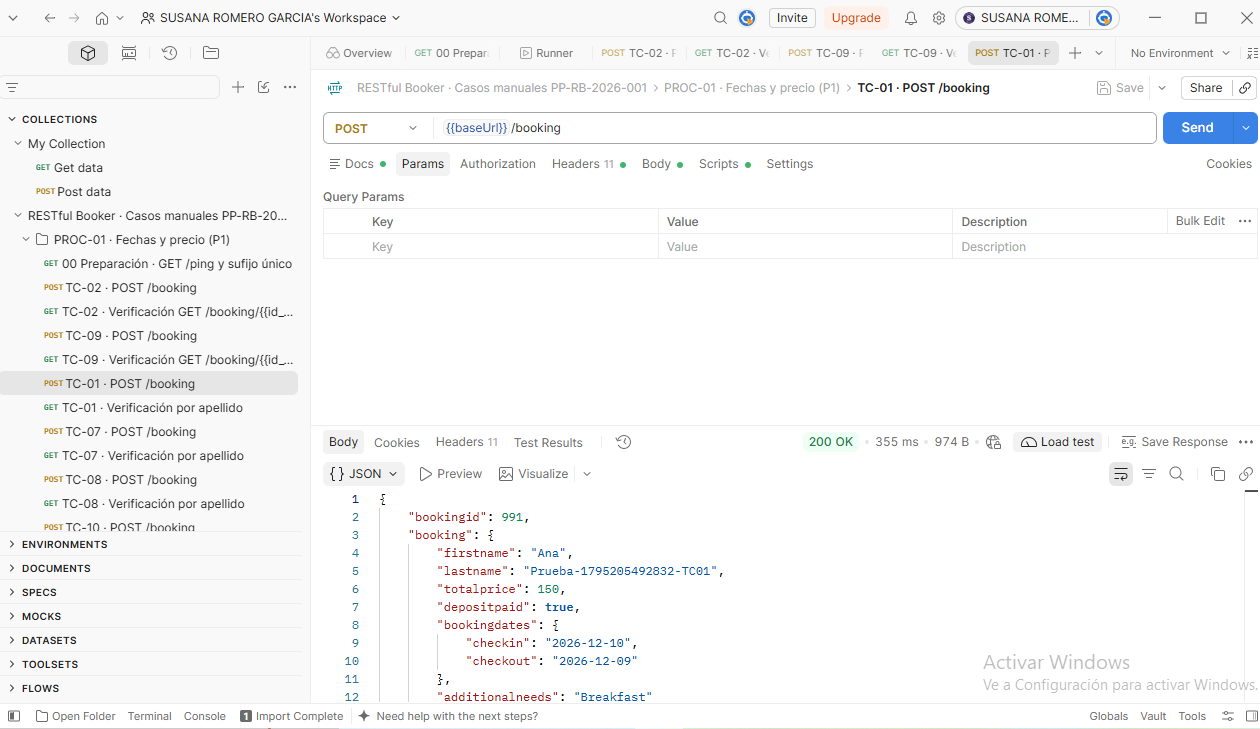 SUSANA ROMERO GARCIA's Workspace
Invite
Upgrade
SUSANA ROME...
Overview
GET 00 Prepar
Runner
POST TC-02 · F
GET TC-02 · Ve
POST TC-09 · F
GET TC-09 · Ve
POST TC-01 · P
No Environment
RESTful Booker · Casos manuales PP-RB-2026-001 > PROC-01 · Fechas y precio (P1) > TC-01 · POST /booking
Save
Share
COLLECTIONS
My Collection
GET Get data
POST Post data
RESTful Booker · Casos manuales PP-RB-20...
PROC-01 · Fechas y precio (P1)
GET 00 Preparación · GET /ping y sufijo único
POST TC-02 · POST /booking
GET TC-02 · Verificación GET /booking/{{id_...
POST TC-09 · POST /booking
GET TC-09 · Verificación GET /booking/{{id_...
POST TC-01 · POST /booking
GET TC-01 · Verificación por apellido
POST TC-07 · POST /booking
GET TC-07 · Verificación por apellido
POST TC-08 · POST /booking
GET TC-08 · Verificación por apellido
POST TC-10 · POST /booking
ENVIRONMENTS
DOCUMENTS
SPECS
MOCKS
DATASETS
TOOLSETS
FLOWS
POST
{{baseUrl}} /booking
Send
Docs
Params
Authorization
Headers 11
Body
Scripts
Settings
Cookies
Query Params
Key
Value
Description
Bulk Edit
Key
Value
Description
Body
Cookies
Headers 11
Test Results
200 OK
355 ms
974 B
Load test
e.g. Save Response
{} JSON
Preview
Visualize
1 {
2 "bookingid": 991,
3 "booking": {
4 "firstname": "Ana",
5 "lastname": "Prueba-1795205492832-TC01",
6 "totalprice": 150,
7 "depositpaid": true,
8 "bookingdates": {
9 "checkin": "2026-12-10",
10 "checkout": "2026-12-09"
11 },
12 "additionalneeds": "Breakfast"
Activar Windows
Ve a Configuración para activar Windows.
Open Folder
Terminal
Console
1 Import Complete
Need help with the next steps?
Globals
Vault
Tools